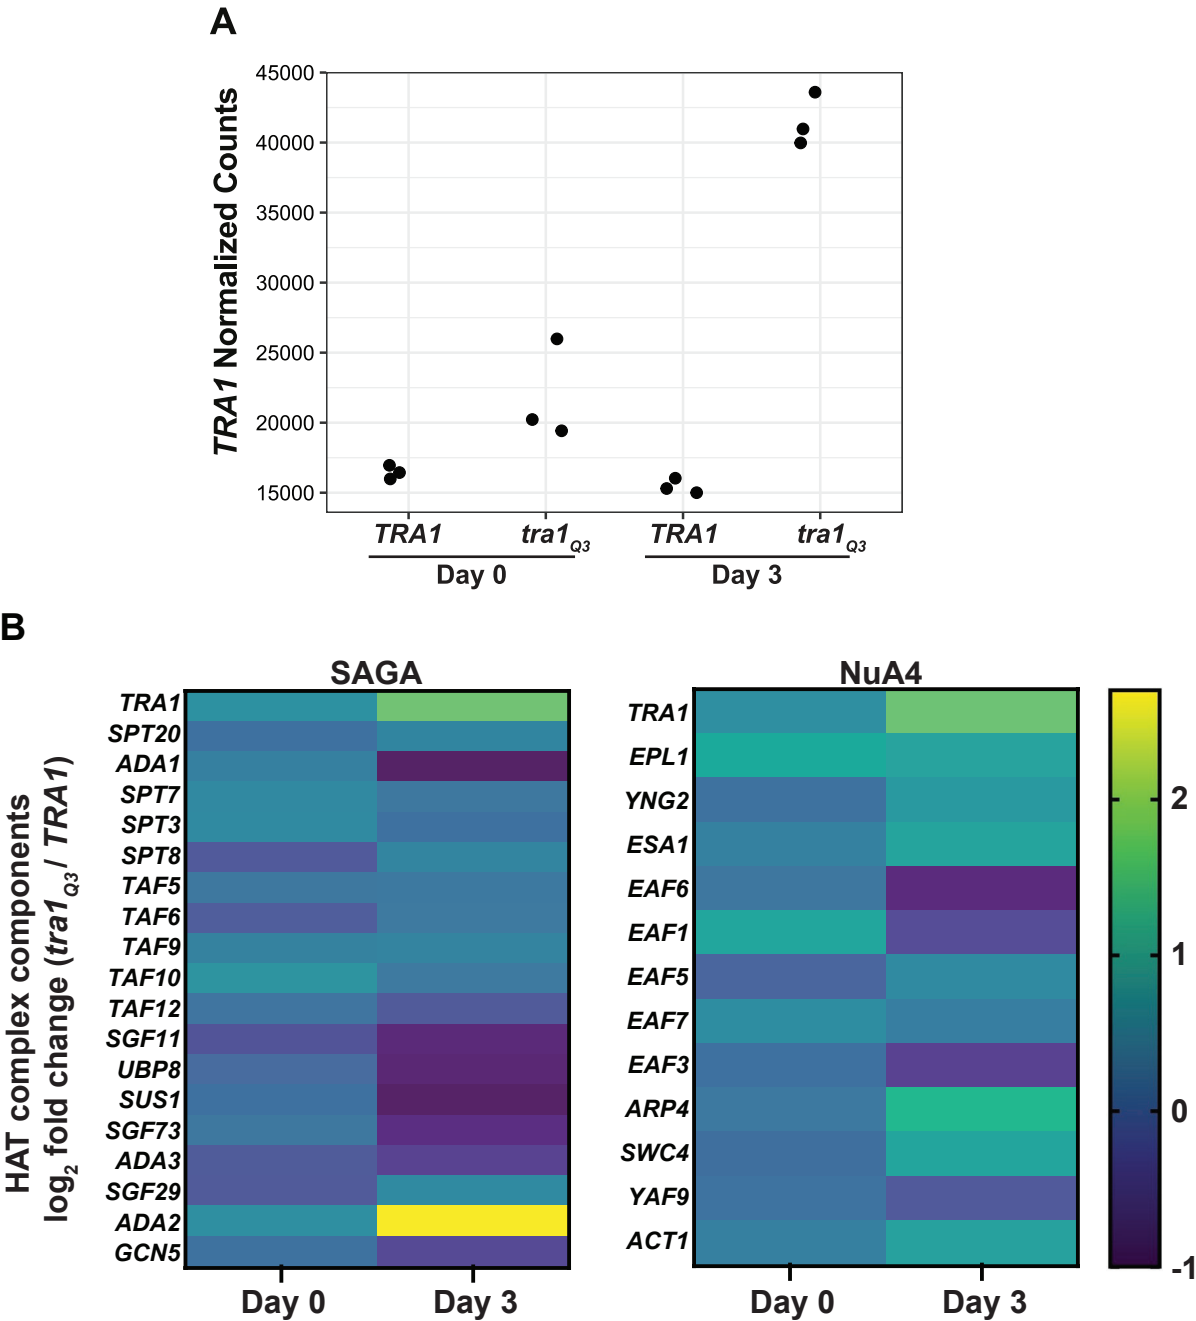 A
TRA1 Normalized Counts
45000
40000
35000
30000
25000
20000
15000
TRA1 tra1Q3 TRA1 tra1Q3
Day 0 Day 3
B
HAT complex components
log2 fold change (tra1Q3 / TRA1)
SAGA
TRA1
SPT20
ADA1
SPT7
SPT3
SPT8
TAF5
TAF6
TAF9
TAF10
TAF12
SGF11
UBP8
SUS1
SGF73
ADA3
SGF29
ADA2
GCN5
Day 0 Day 3
NuA4
TRA1
EPL1
YNG2
ESA1
EAF6
EAF1
EAF5
EAF7
EAF3
ARP4
SWC4
YAF9
ACT1
Day 0 Day 3
2
1
0
-1